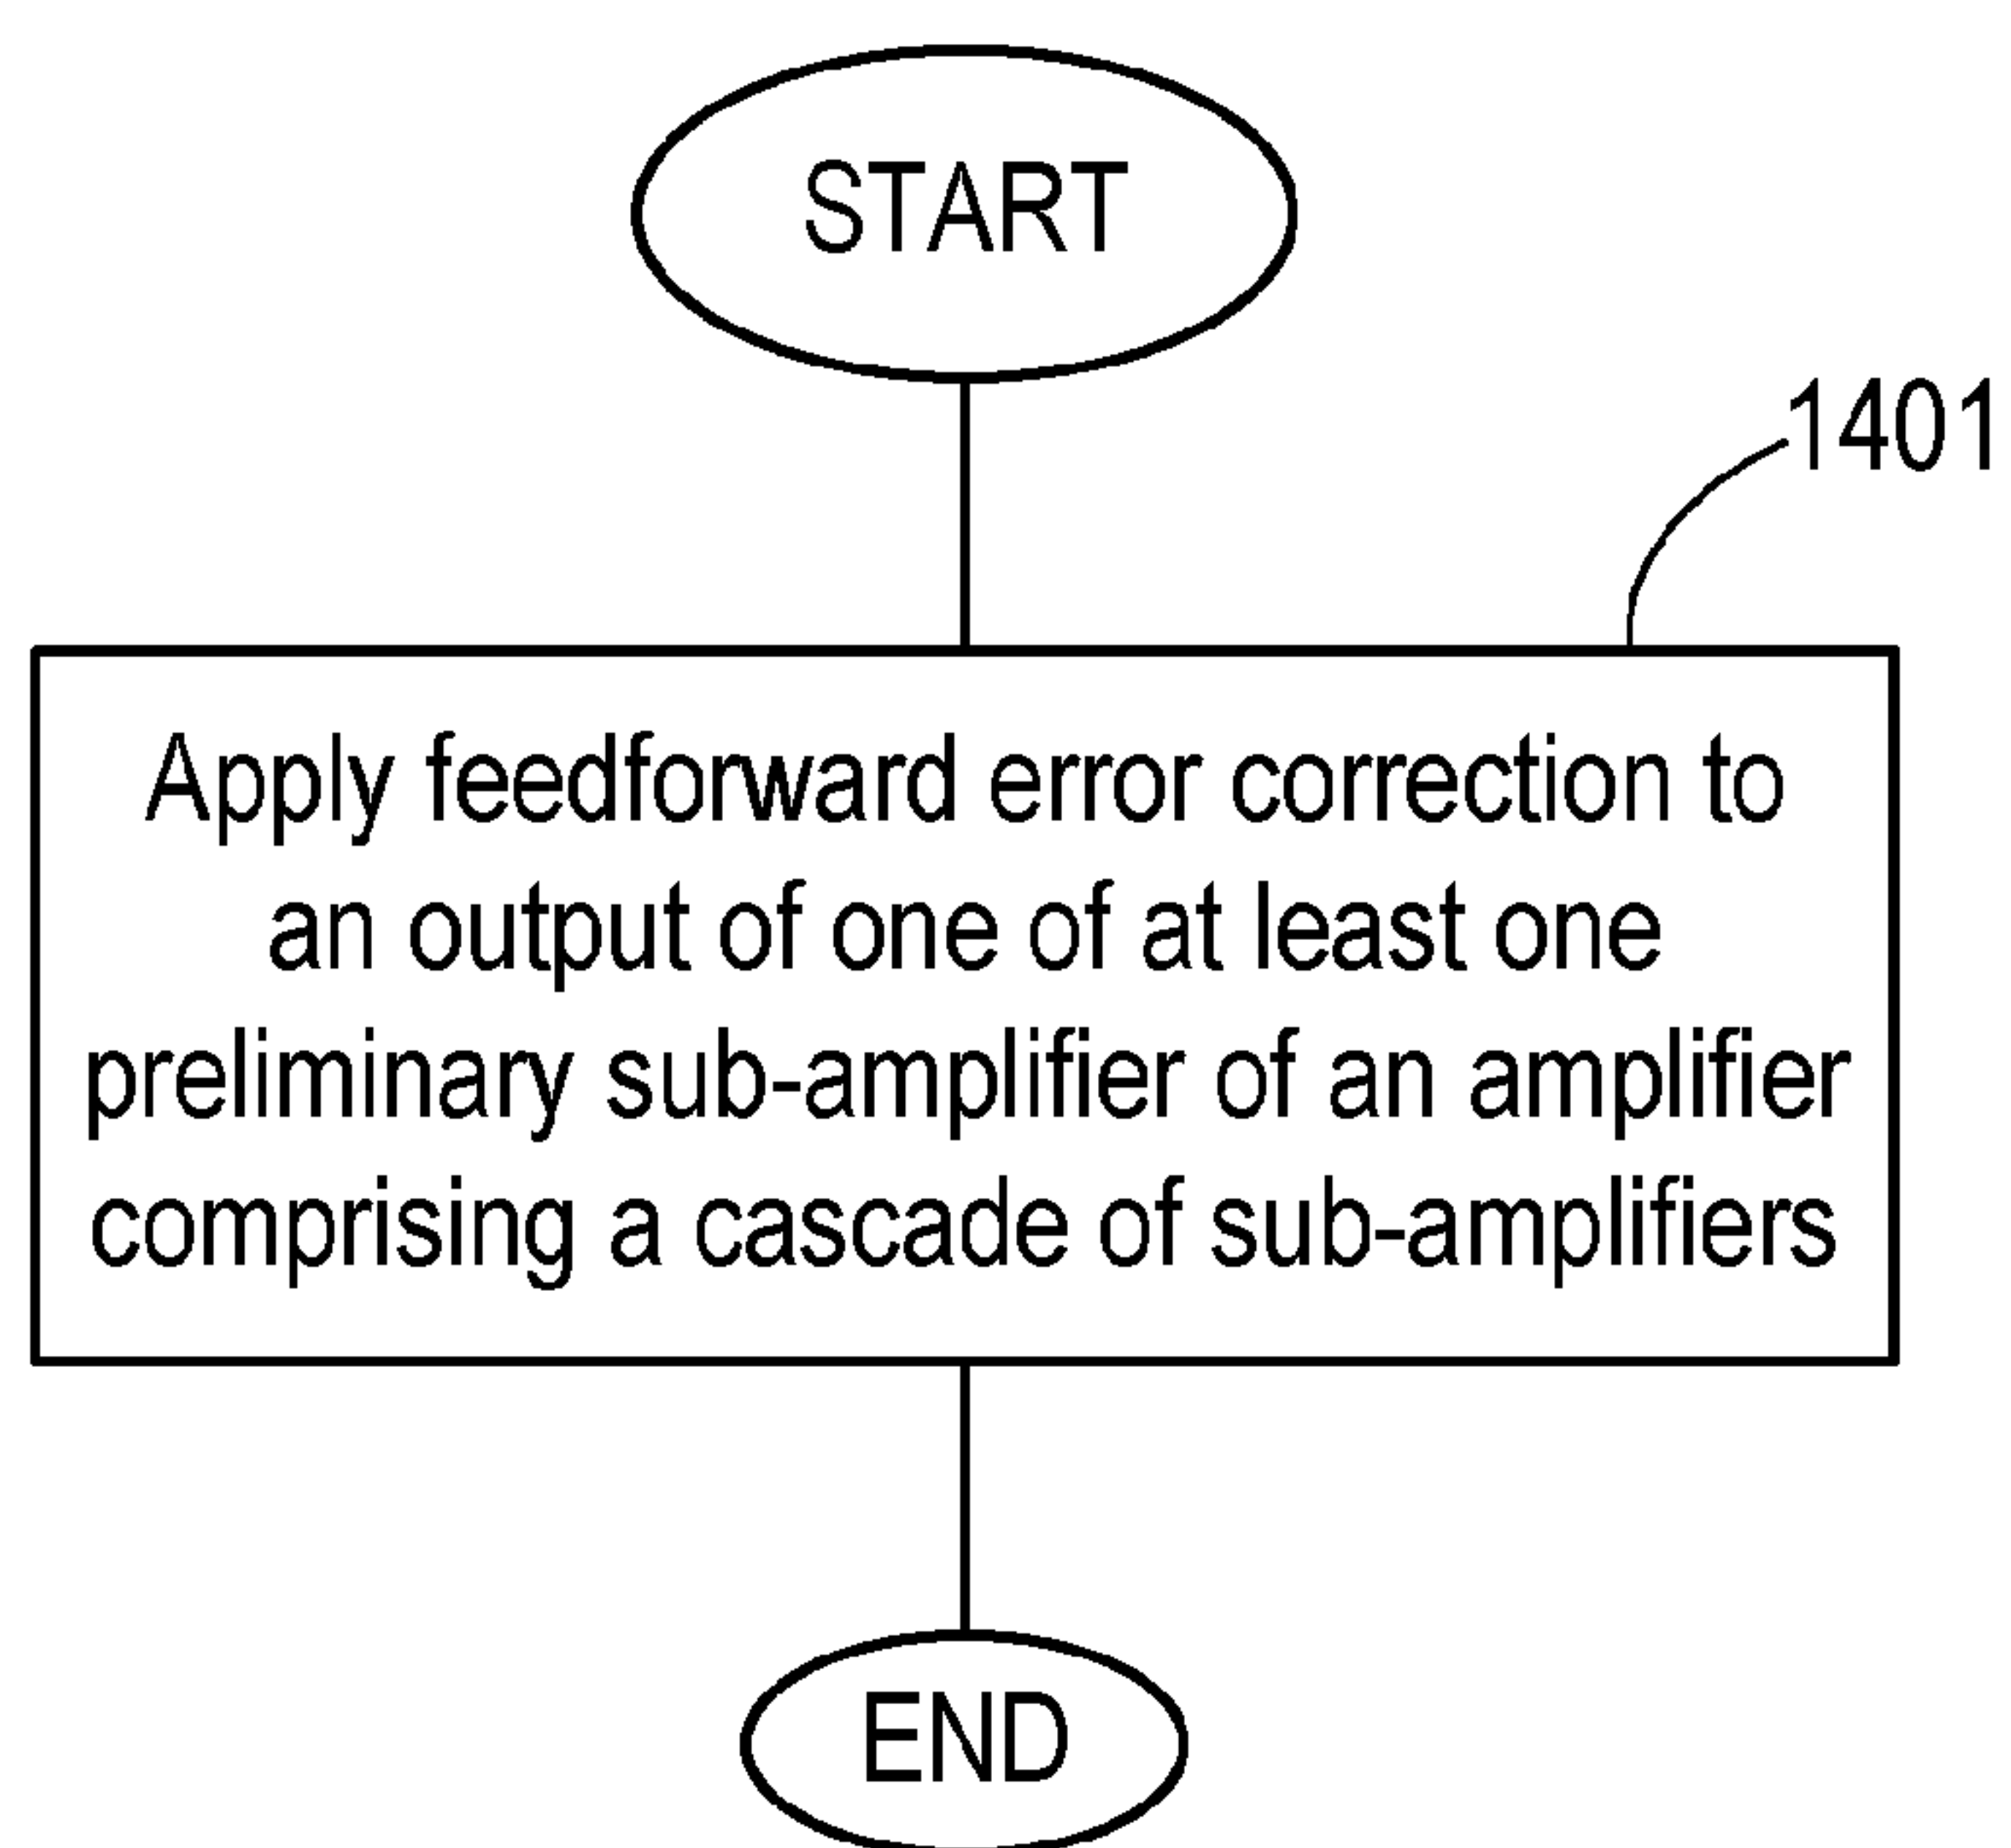 START
1401
Apply feedforward error correction to
an output of one of at least one
preliminary sub-amplifier of an amplifier
comprising a cascade of sub-amplifiers
END